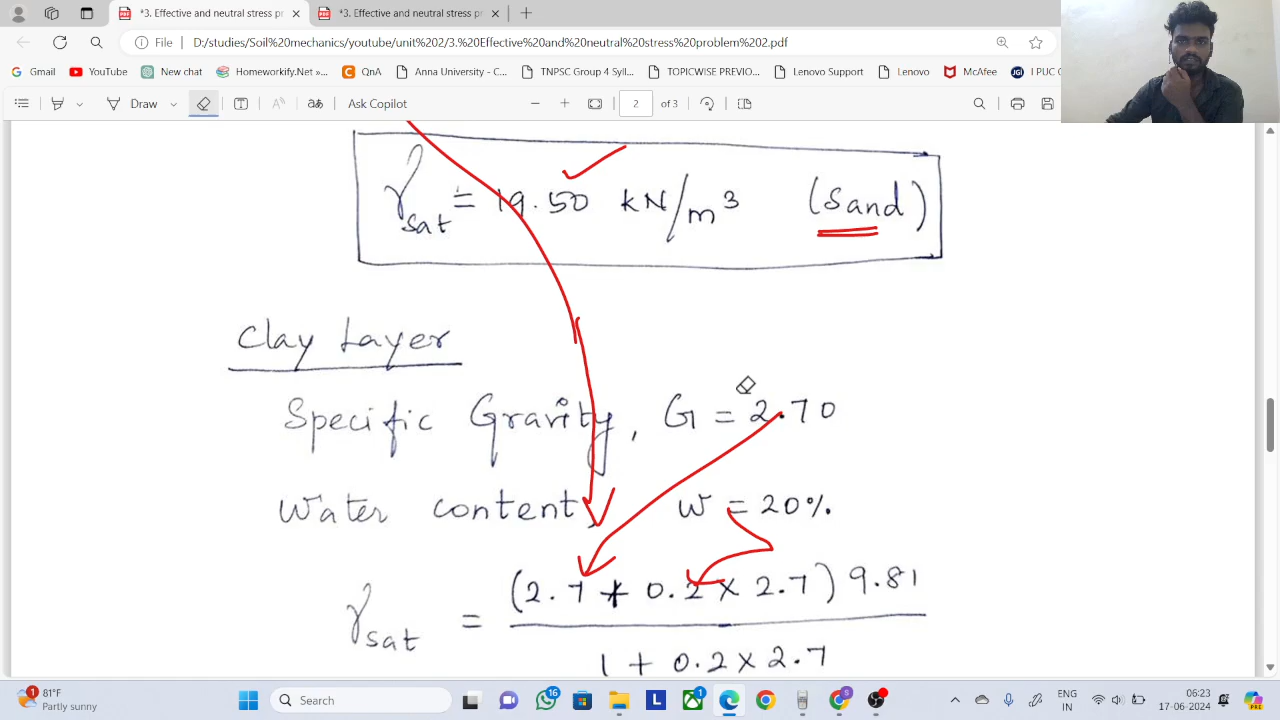 *3. Effective and neutral stress pr
*3. Effective and neutral stress pr
File D:/studies/Soil%20mechanics/youtube/unit%202/3.%20Effective%20and%20neutral%20stress%20problem%202.pdf
Gmail YouTube New chat Homeworkify.Net »... QnA Anna University... TNPSC Group 4 Syll... TOPICWISE PREVIO... Lenovo Support Lenovo McAfee JGI I PUC C
Draw Ask Copilot 2 of 3
γsat = 19.50 kN/m³ (Sand)
Clay Layer
Specific Gravity, G = 2.70
Water content, w = 20%.
γsat = (2.7 + 0.2 × 2.7) 9.81
1 + 0.2 × 2.7
Partly sunny
Search
16
1
ENG
IN
06:23
17-06-2024